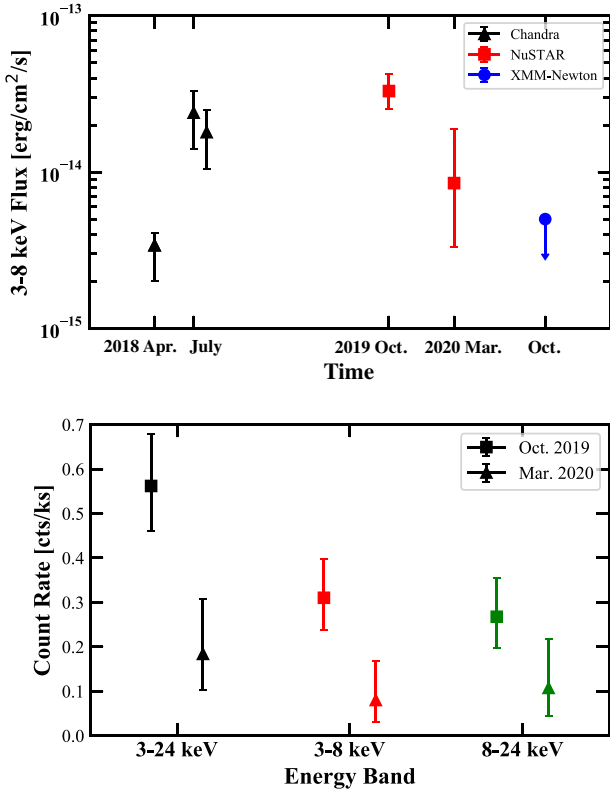 10⁻¹³
10⁻¹⁴
10⁻¹⁵
3-8 keV Flux [erg/cm²/s]
Chandra
NuSTAR
XMM-Newton
2018 Apr. July 2019 Oct. 2020 Mar. Oct.
Time
0.7
0.6
0.5
0.4
0.3
0.2
0.1
0.0
Count Rate [cts/ks]
Oct. 2019
Mar. 2020
3-24 keV 3-8 keV 8-24 keV
Energy Band